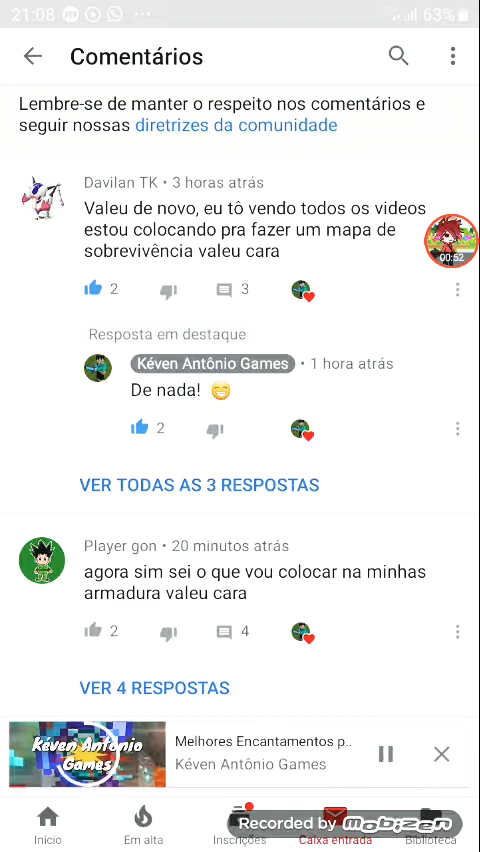 21:08
63%
Comentários
Lembre-se de manter o respeito nos comentários e
seguir nossas diretrizes da comunidade
Davilan TK • 3 horas atrás
Valeu de novo, eu tô vendo todos os videos
estou colocando pra fazer um mapa de
sobrevivência valeu cara
00:52
2
3
Resposta em destaque
Kéven Antônio Games • 1 hora atrás
De nada! 😁
2
VER TODAS AS 3 RESPOSTAS
Player gon • 20 minutos atrás
agora sim sei o que vou colocar na minhas
armadura valeu cara
2
4
VER 4 RESPOSTAS
Kéven Antonio
Games
Melhores Encantamentos p..
Kéven Antônio Games
Recorded by Mobizen
Início
Em alta
Inscrições
Caixa entrada
Biblioteca